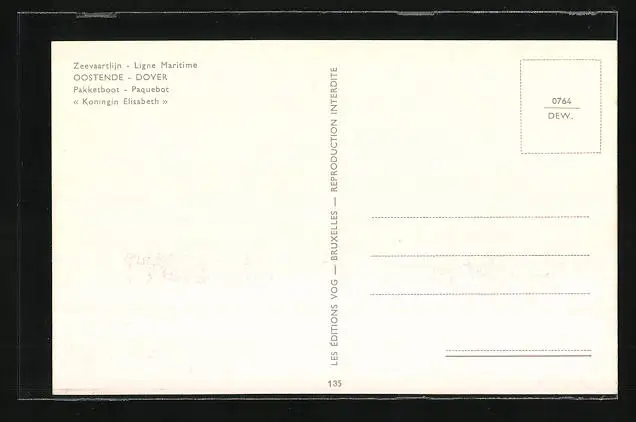 Zeevaartlijn - Ligne Maritime
OOSTENDE - DOVER
Pakketboot - Paquebot
« Koningin Elisabeth »
LES ÉDITIONS VOG — BRUXELLES — REPRODUCTION INTERDITE
0764
DEW.
135